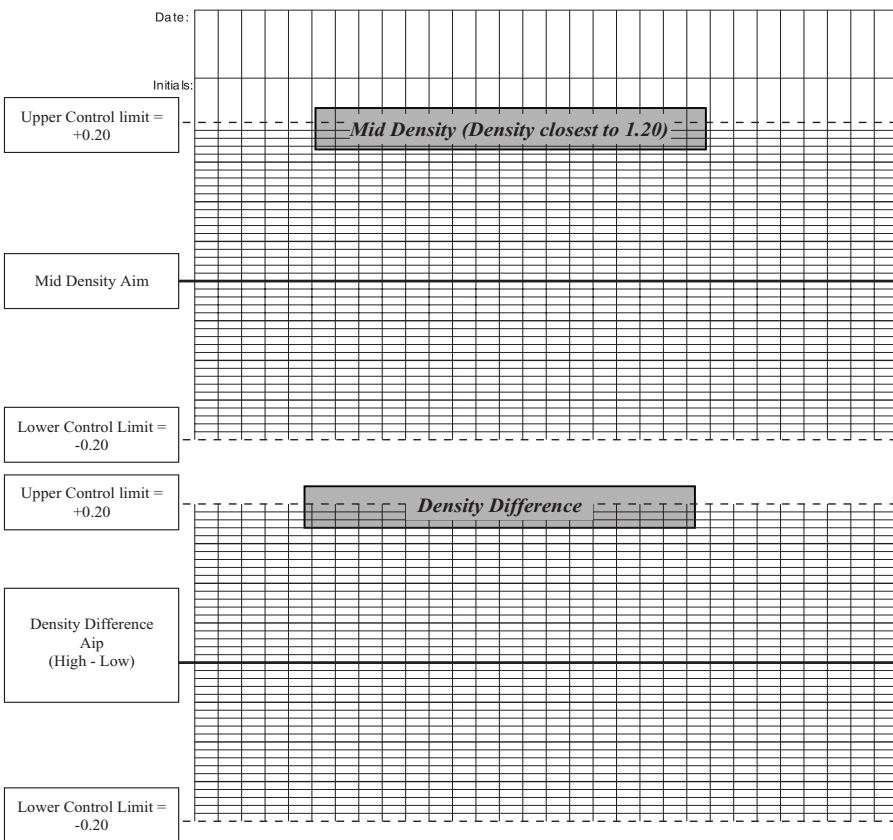 Date:
Initials:
Upper Control limit =
+0.20
Mid Density (Density closest to 1.20)
Mid Density Aim
Lower Control Limit =
-0.20
Upper Control limit =
+0.20
Density Difference
Density Difference
Aip
(High - Low)
Lower Control Limit =
-0.20